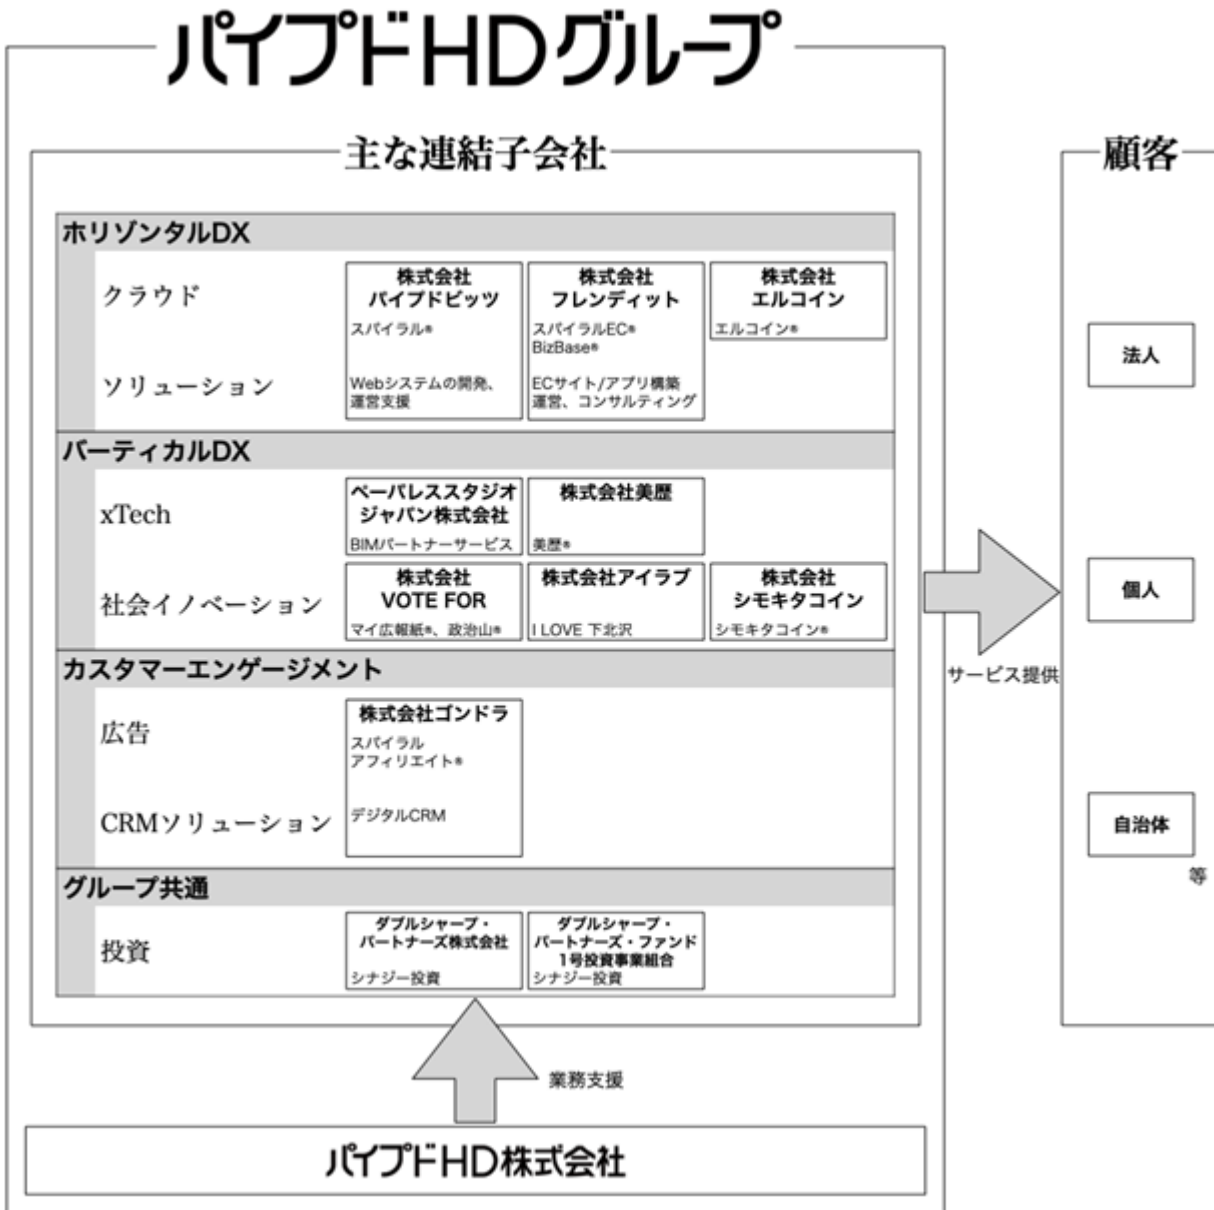 パイプドHDグループ
主な連結子会社
顧客
ホリゾンタルDX
クラウド
株式会社
パイプドビッツ
スパイラル®
株式会社
フレンディット
スパイラルEC®
BizBase®
株式会社
エルコイン
エルコイン®
ソリューション
Webシステムの開発、
運営支援
ECサイト/アプリ構築
運営、コンサルティング
バーティカルDX
xTech
ペーパレススタジオ
ジャパン株式会社
BIMパートナーサービス
株式会社美歴
美歴®
社会イノベーション
株式会社
VOTE FOR
マイ広報紙®、政治山®
株式会社アイラブ
I LOVE 下北沢
株式会社
シモキタコイン
シモキタコイン®
カスタマーエンゲージメント
広告
株式会社ゴンドラ
スパイラル
アフィリエイト®
CRMソリューション
デジタルCRM
グループ共通
投資
ダブルシャープ・
パートナーズ株式会社
シナジー投資
ダブルシャープ・
パートナーズ・ファンド
1号投資事業組合
シナジー投資
サービス提供
法人
個人
自治体
等
業務支援
パイプドHD株式会社